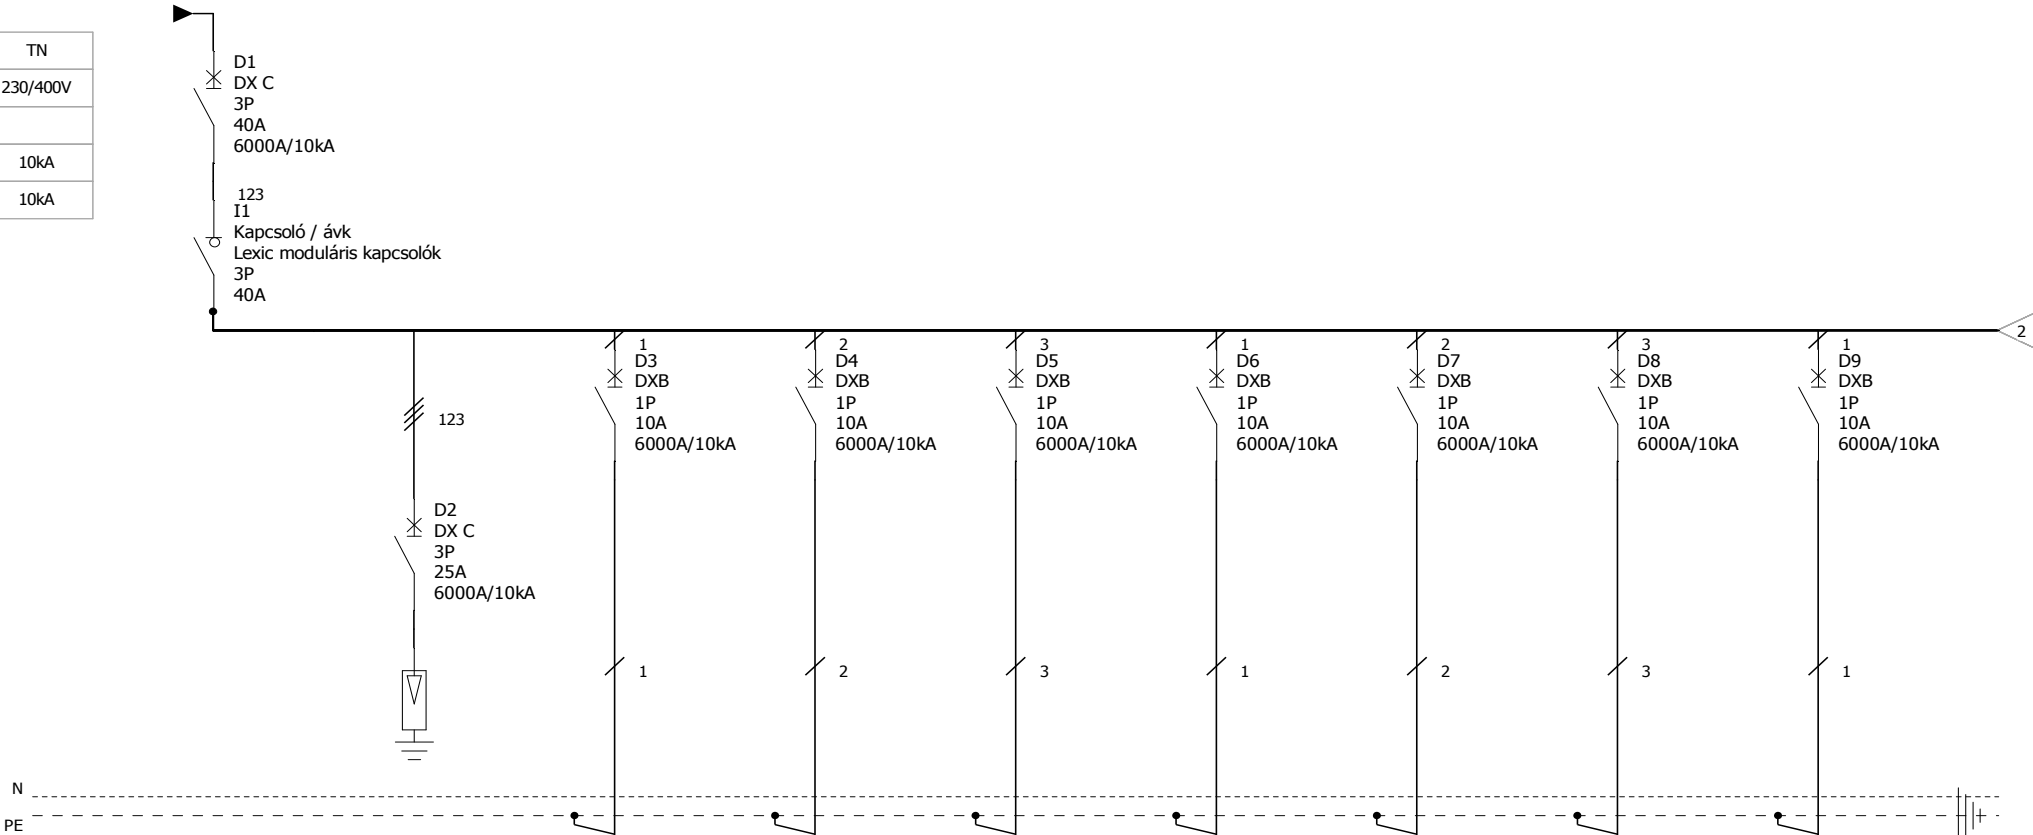 TN
230/400V
10kA
10kA
D1
DX C
3P
40A
6000A/10kA
123
I1
Kapcsoló / ávk
Lexic moduláris kapcsolók
3P
40A
2
123
D2
DX C
3P
25A
6000A/10kA
1
D3
DXB
1P
10A
6000A/10kA
1
2
D4
DXB
1P
10A
6000A/10kA
2
3
D5
DXB
1P
10A
6000A/10kA
3
1
D6
DXB
1P
10A
6000A/10kA
1
2
D7
DXB
1P
10A
6000A/10kA
2
3
D8
DXB
1P
10A
6000A/10kA
3
1
D9
DXB
1P
10A
6000A/10kA
1
N
PE